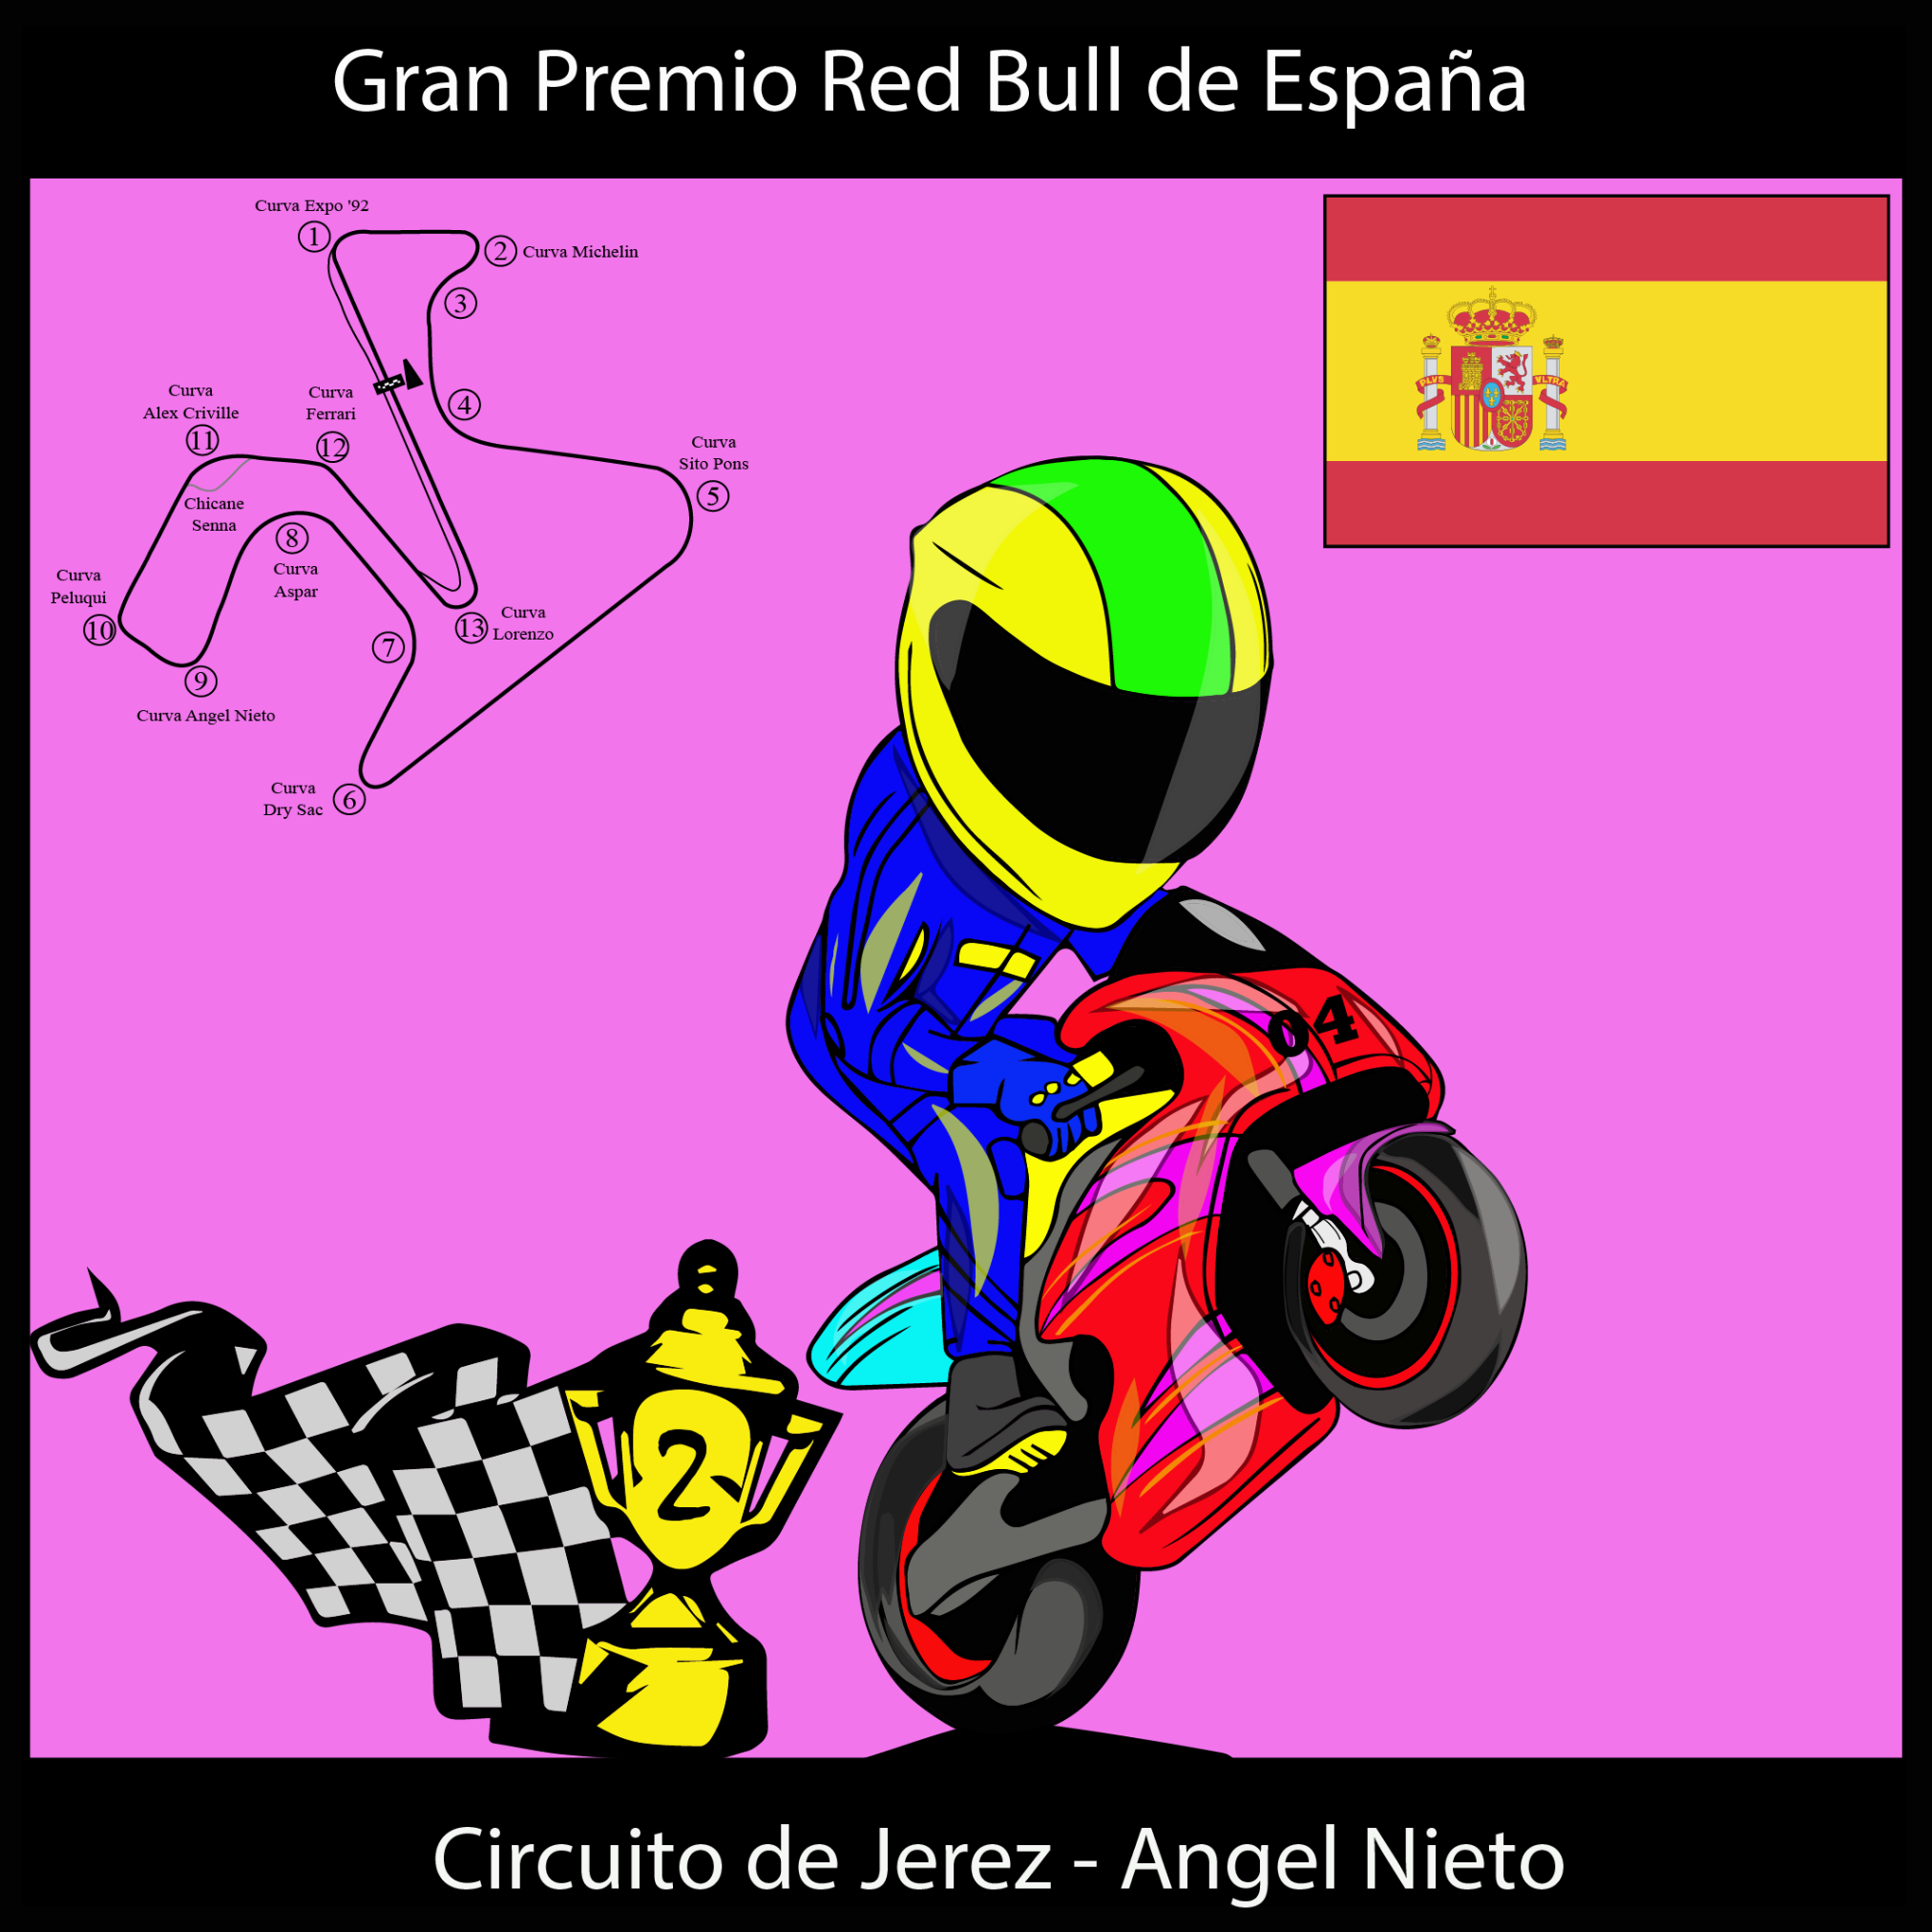 Gran Premio Red Bull de España
Curva Expo '92
1
2 Curva Michelin
3
4
Curva
Alex Criville
11
Curva
Ferrari
12
Curva
Sito Pons
5
Chicane
Senna
8
Curva
Aspar
Curva
Peluqui
10
13 Curva
Lorenzo
7
9
Curva Angel Nieto
Curva
Dry Sac
6
PLVS VLTRA
04
2
Circuito de Jerez - Angel Nieto